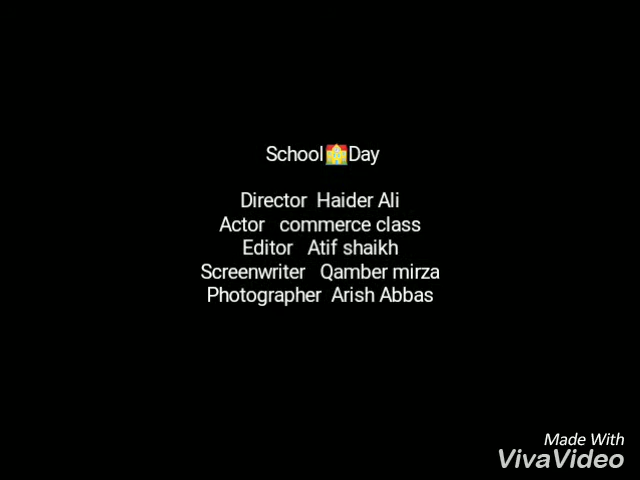 School🌅Day
Director  Haider Ali
Actor   commerce class
Editor   Atif shaikh
Screenwriter   Qamber mirza
Photographer  Arish Abbas
Made With
VivaVideo